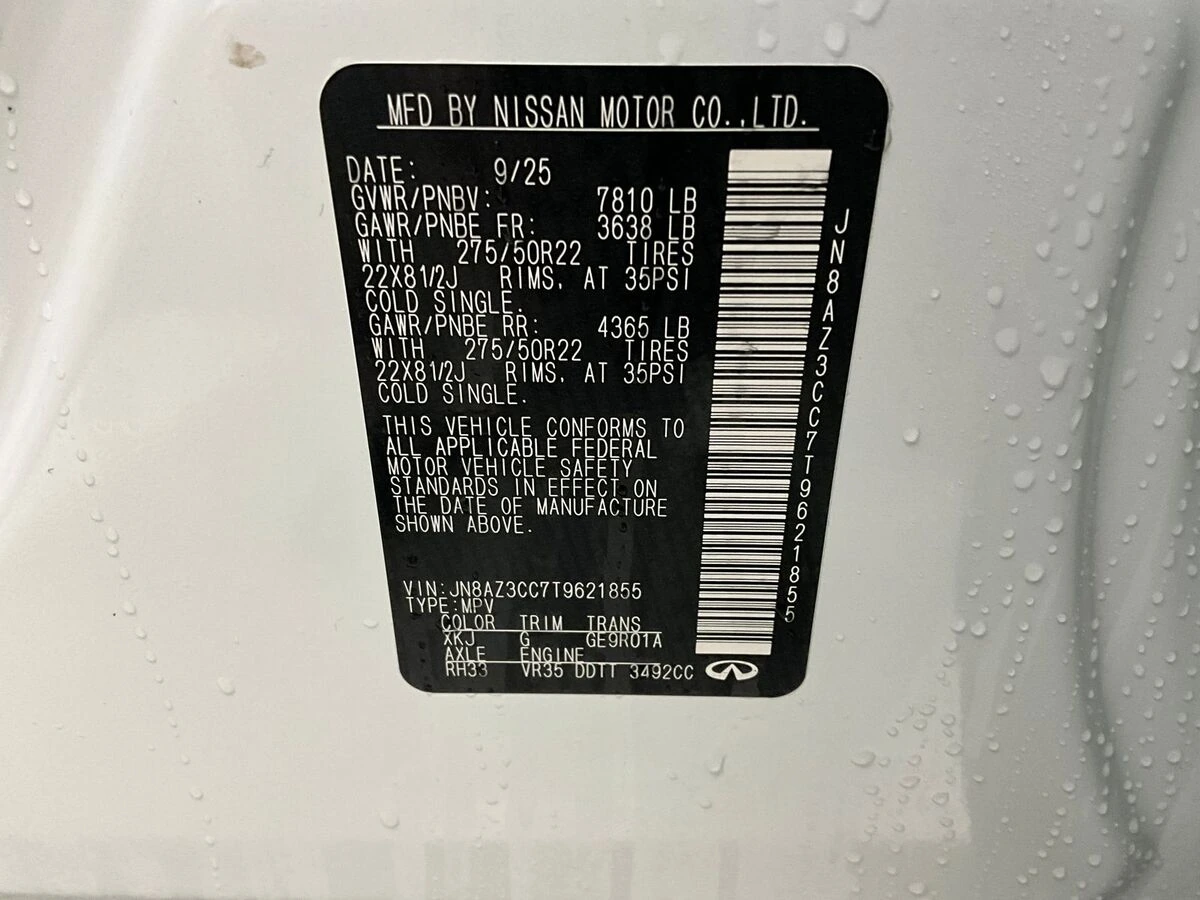 MFD BY NISSAN MOTOR CO.,LTD.
DATE: 9/25
GVWR/PNBV: 7810 LB
GAWR/PNBE FR: 3638 LB
WITH 275/50R22 TIRES
22X81/2J RIMS, AT 35PSI
COLD SINGLE.
GAWR/PNBE RR: 4365 LB
WITH 275/50R22 TIRES
22X81/2J RIMS, AT 35PSI
COLD SINGLE.
THIS VEHICLE CONFORMS TO
ALL APPLICABLE FEDERAL
MOTOR VEHICLE SAFETY
STANDARDS IN EFFECT ON
THE DATE OF MANUFACTURE
SHOWN ABOVE.
VIN:JN8AZ3CC7T9621855
TYPE:MPV
COLOR TRIM TRANS
XKJ G GE9R01A
AXLE ENGINE
RH33 VR35 DDTT 3492CC
JN8AZ3CC7T9621855